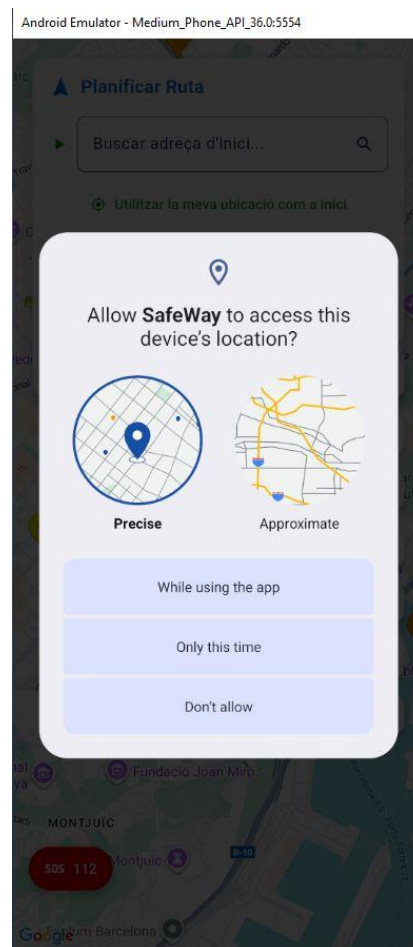 Android Emulator - Medium_Phone_API_36.0:5554
Planificar Ruta
Buscar adreça d'inici...
Utilitzar la meva ubicació com a inici
Allow SafeWay to access this
device's location?
Precise
Approximate
While using the app
Only this time
Don't allow
Fundació Joan Miró
MONTJUÏC
Montjuïc
B-10
SOS 112
Google
Barcelona